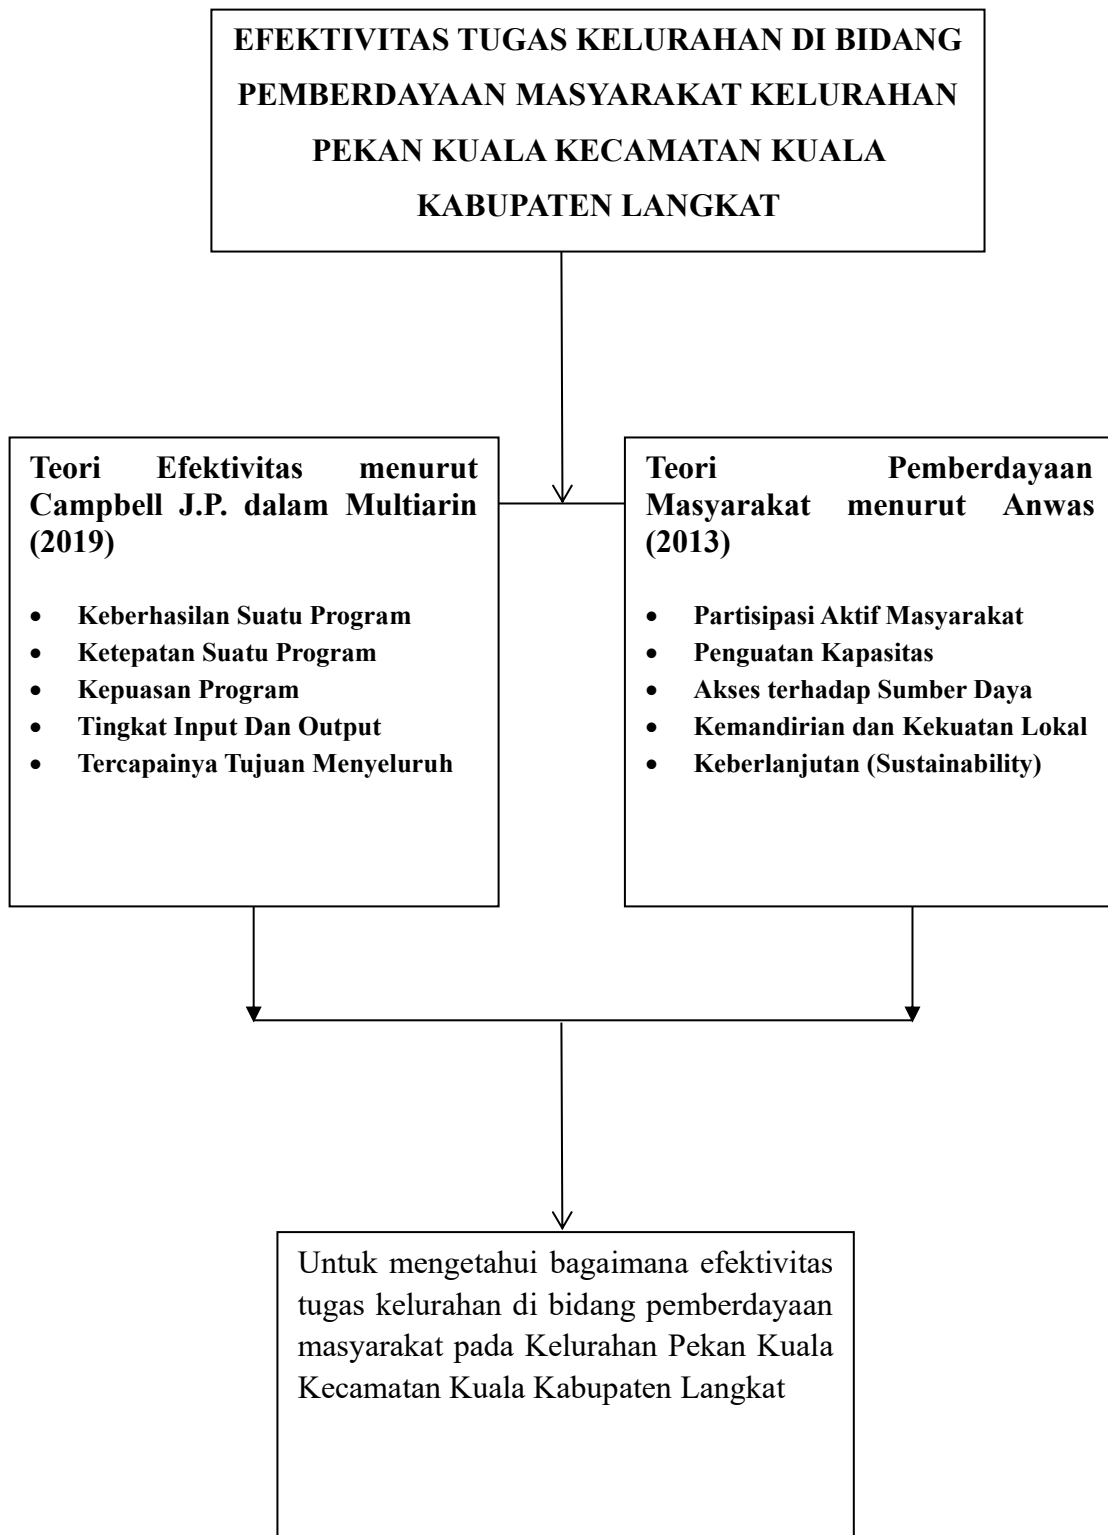 EFEKTIVITAS TUGAS KELURAHAN DI BIDANG
PEMBERDAYAAN MASYARAKAT KELURAHAN
PEKAN KUALA KECAMATAN KUALA
KABUPATEN LANGKAT
Teori Efektivitas menurut
Campbell J.P. dalam Multiarin
(2019)
• Keberhasilan Suatu Program
• Ketepatan Suatu Program
• Kepuasan Program
• Tingkat Input Dan Output
• Tercapainya Tujuan Menyeluruh
Teori Pemberdayaan
Masyarakat menurut Anwas
(2013)
• Partisipasi Aktif Masyarakat
• Penguatan Kapasitas
• Akses terhadap Sumber Daya
• Kemandirian dan Kekuatan Lokal
• Keberlanjutan (Sustainability)
Untuk mengetahui bagaimana efektivitas
tugas kelurahan di bidang pemberdayaan
masyarakat pada Kelurahan Pekan Kuala
Kecamatan Kuala Kabupaten Langkat